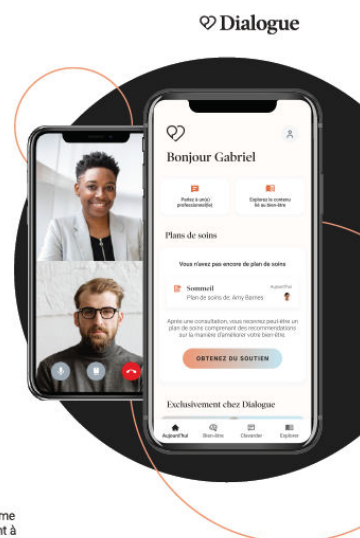 Dialogue
Bonjour Gabriel
Parlez à un(e)
professionnel(le)
Explorez le contenu
lié au bien-être
Plans de soins
Vous n'avez pas encore de plan de soins
Sommeil
Aujourd'hui
Plan de soins de, Amy Barnes
Après une consultation, vous recevrez peut-être un
plan de soins comprenant des recommandations
sur la manière d'améliorer votre bien-être.
OBTENEZ DU SOUTIEN
Exclusivement chez Dialogue
Aujourd'hui
Bien-être
Clavarder
Explorer
me
nt à